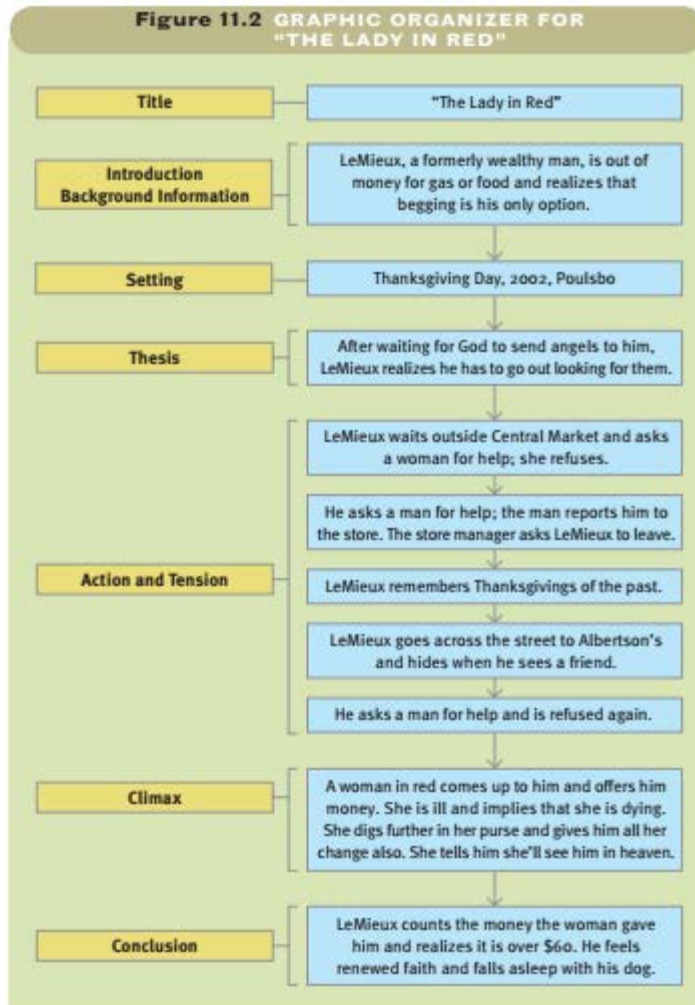 Figure 11.2 GRAPHIC ORGANIZER FOR
"THE LADY IN RED"
Title
"The Lady in Red"
Introduction
Background Information
LeMieux, a formerly wealthy man, is out of
money for gas or food and realizes that
begging is his only option.
Setting
Thanksgiving Day, 2002, Poulsbo
Thesis
After waiting for God to send angels to him,
LeMieux realizes he has to go out looking for them.
Action and Tension
LeMieux waits outside Central Market and asks
a woman for help; she refuses.
He asks a man for help; the man reports him to
the store. The store manager asks LeMieux to leave.
LeMieux remembers Thanksgivings of the past.
LeMieux goes across the street to Albertson's
and hides when he sees a friend.
He asks a man for help and is refused again.
Climax
A woman in red comes up to him and offers him
money. She is ill and implies that she is dying.
She digs further in her purse and gives him all her
change also. She tells him she'll see him in heaven.
Conclusion
LeMieux counts the money the woman gave
him and realizes it is over $60. He feels
renewed faith and falls asleep with his dog.